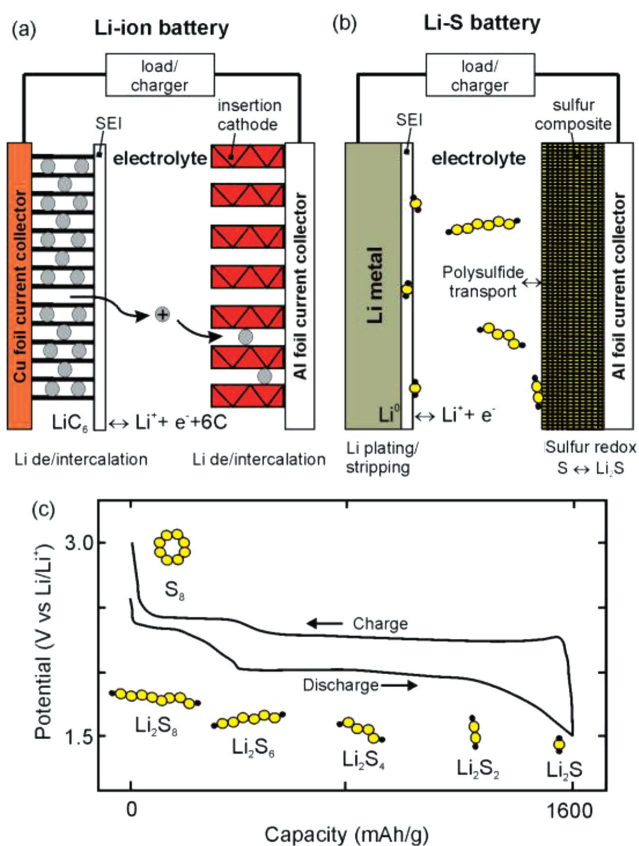 (a)
Li-ion battery
load/
charger
SEI
insertion
cathode
electrolyte
Cu foil current collector
Al foil current collector
+
LiC₆ ↔ Li⁺+ e⁻+6C
Li de/intercalation
Li de/intercalation
(b)
Li-S battery
load/
charger
SEI
sulfur
composite
electrolyte
Li metal
Polysulfide
transport
Al foil current collector
Li⁰ ↔ Li⁺+ e⁻
Li plating/
stripping
Sulfur redox
S ↔ Li₂S
(c)
Potential (V vs Li/Li⁺)
3.0
1.5
S₈
Charge
Discharge
Li₂S₈
Li₂S₆
Li₂S₄
Li₂S₂
Li₂S
0
1600
Capacity (mAh/g)